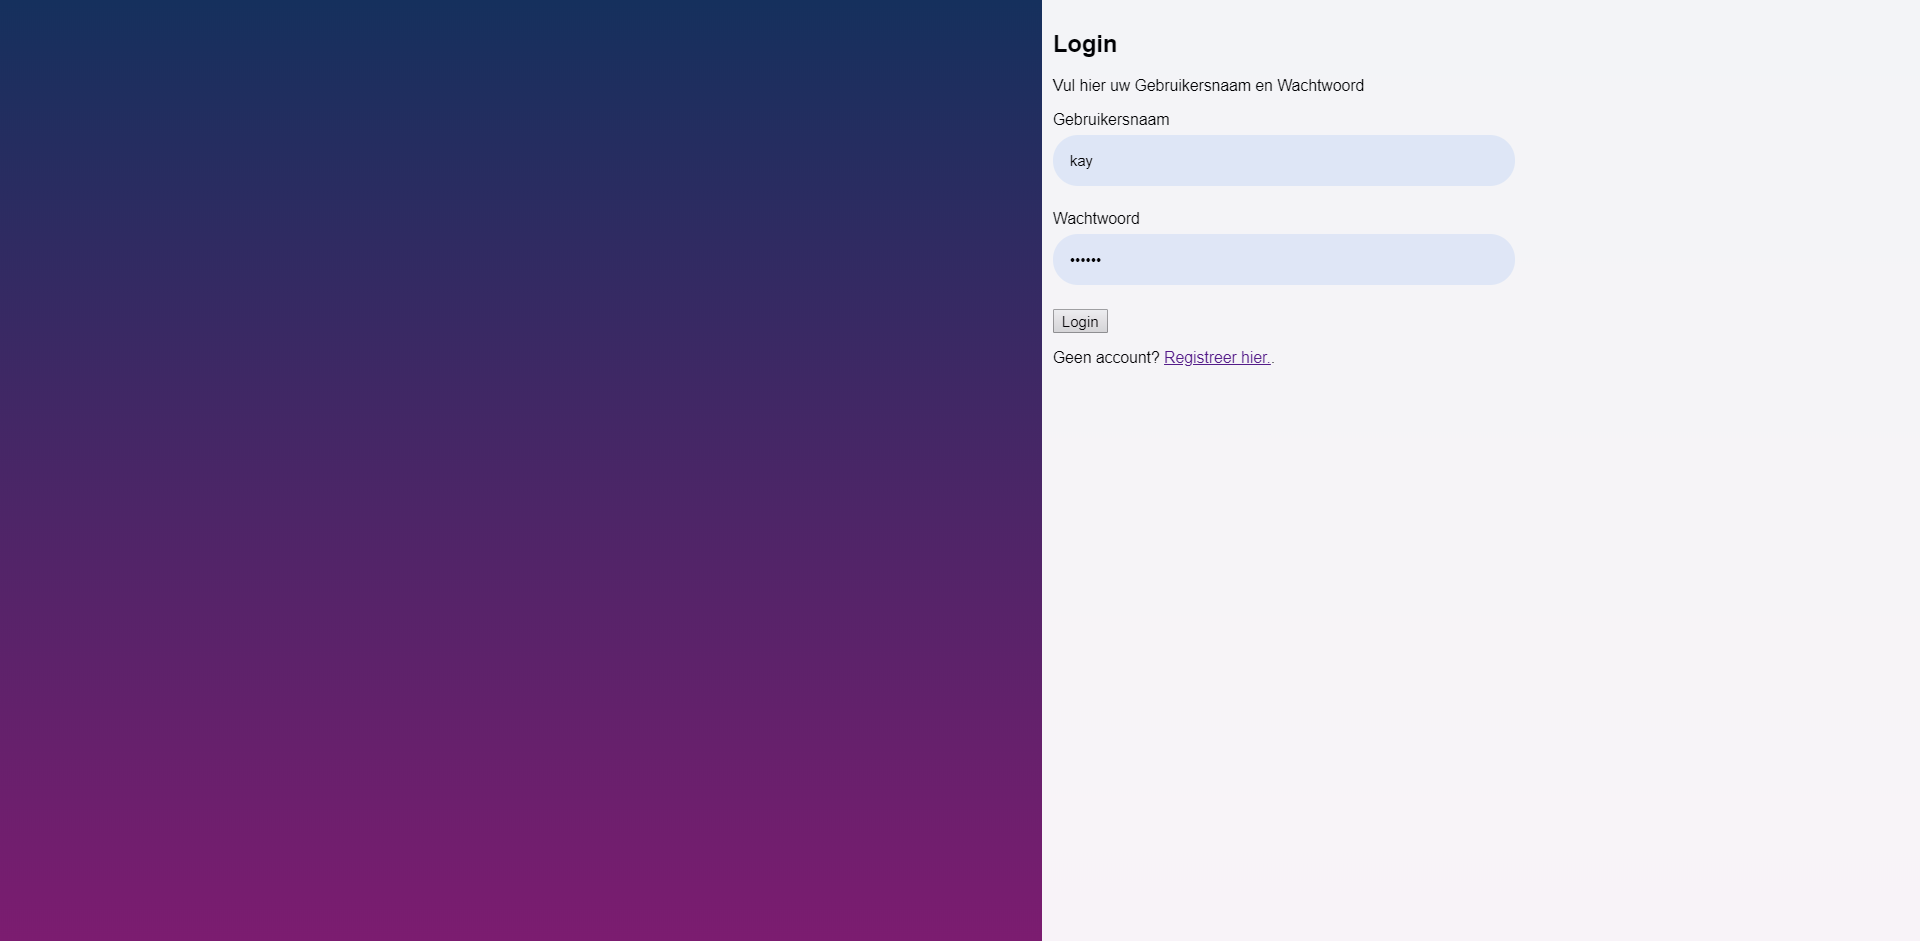 Login
Vul hier uw Gebruikersnaam en Wachtwoord
Gebruikersnaam
kay
Wachtwoord
••••••
Login
Geen account? Registreer hier..